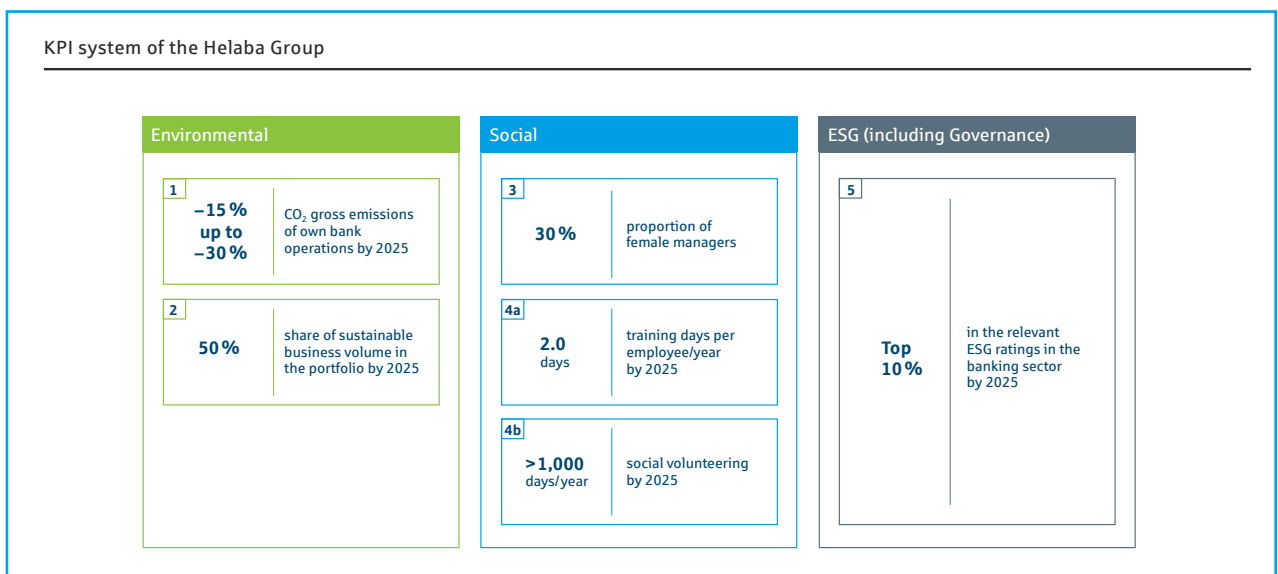 KPI system of the Helaba Group
Environmental
1
–15 %
up to
–30 %
CO₂ gross emissions
of own bank
operations by 2025
2
50 %
share of sustainable
business volume in
the portfolio by 2025
Social
3
30 %
proportion of
female managers
4a
2.0
days
training days per
employee/year
by 2025
4b
>1,000
days/year
social volunteering
by 2025
ESG (including Governance)
5
Top
10 %
in the relevant
ESG ratings in the
banking sector
by 2025